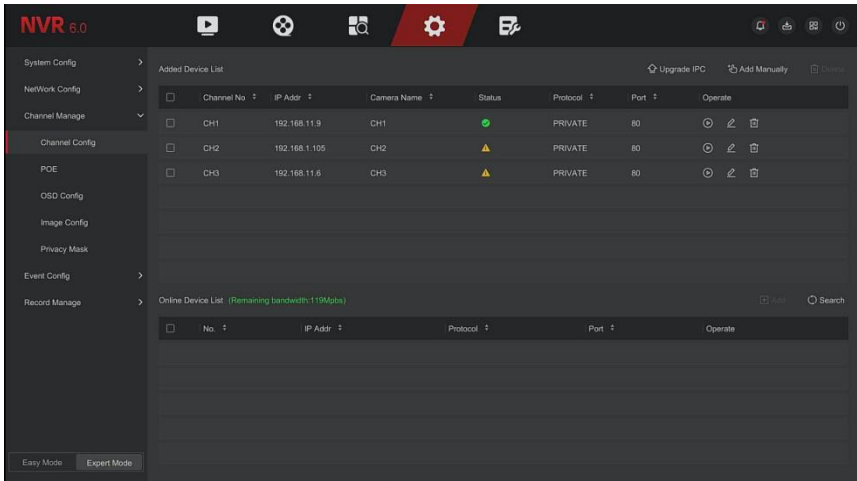 NVR 6.0
System Config
NetWork Config
Channel Manage
Channel Config
POE
OSD Config
Image Config
Privacy Mask
Event Config
Record Manage
Easy Mode Expert Mode
Added Device List Upgrade IPC Add Manually Delete
Channel No IP Addr Camera Name Status Protocol Port Operate
CH1 192.168.11.9 CH1 PRIVATE 80
CH2 192.168.1.105 CH2 PRIVATE 80
CH3 192.168.11.6 CH3 PRIVATE 80
Online Device List (Remaining bandwidth:119Mpbs) Add Search
No. IP Addr Protocol Port Operate